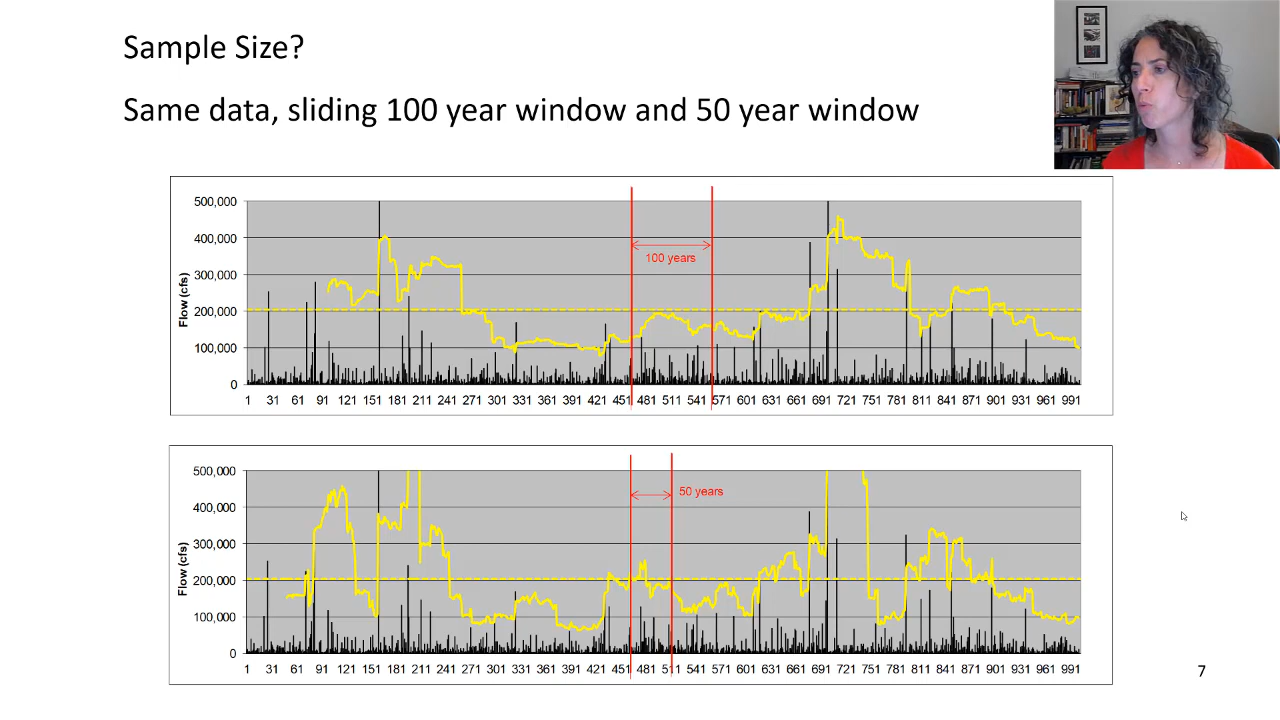 Sample Size?
Same data, sliding 100 year window and 50 year window
500,000
400,000
300,000
200,000
100,000
0
Flow (cfs)
100 years
1 31 61 91 121 151 181 211 241 271 301 331 361 391 421 451 481 511 541 571 601 631 661 691 721 751 781 811 841 871 901 931 961 991
500,000
400,000
300,000
200,000
100,000
0
Flow (cfs)
50 years
1 31 61 91 121 151 181 211 241 271 301 331 361 391 421 451 481 511 541 571 601 631 661 691 721 751 781 811 841 871 901 931 961 991
7